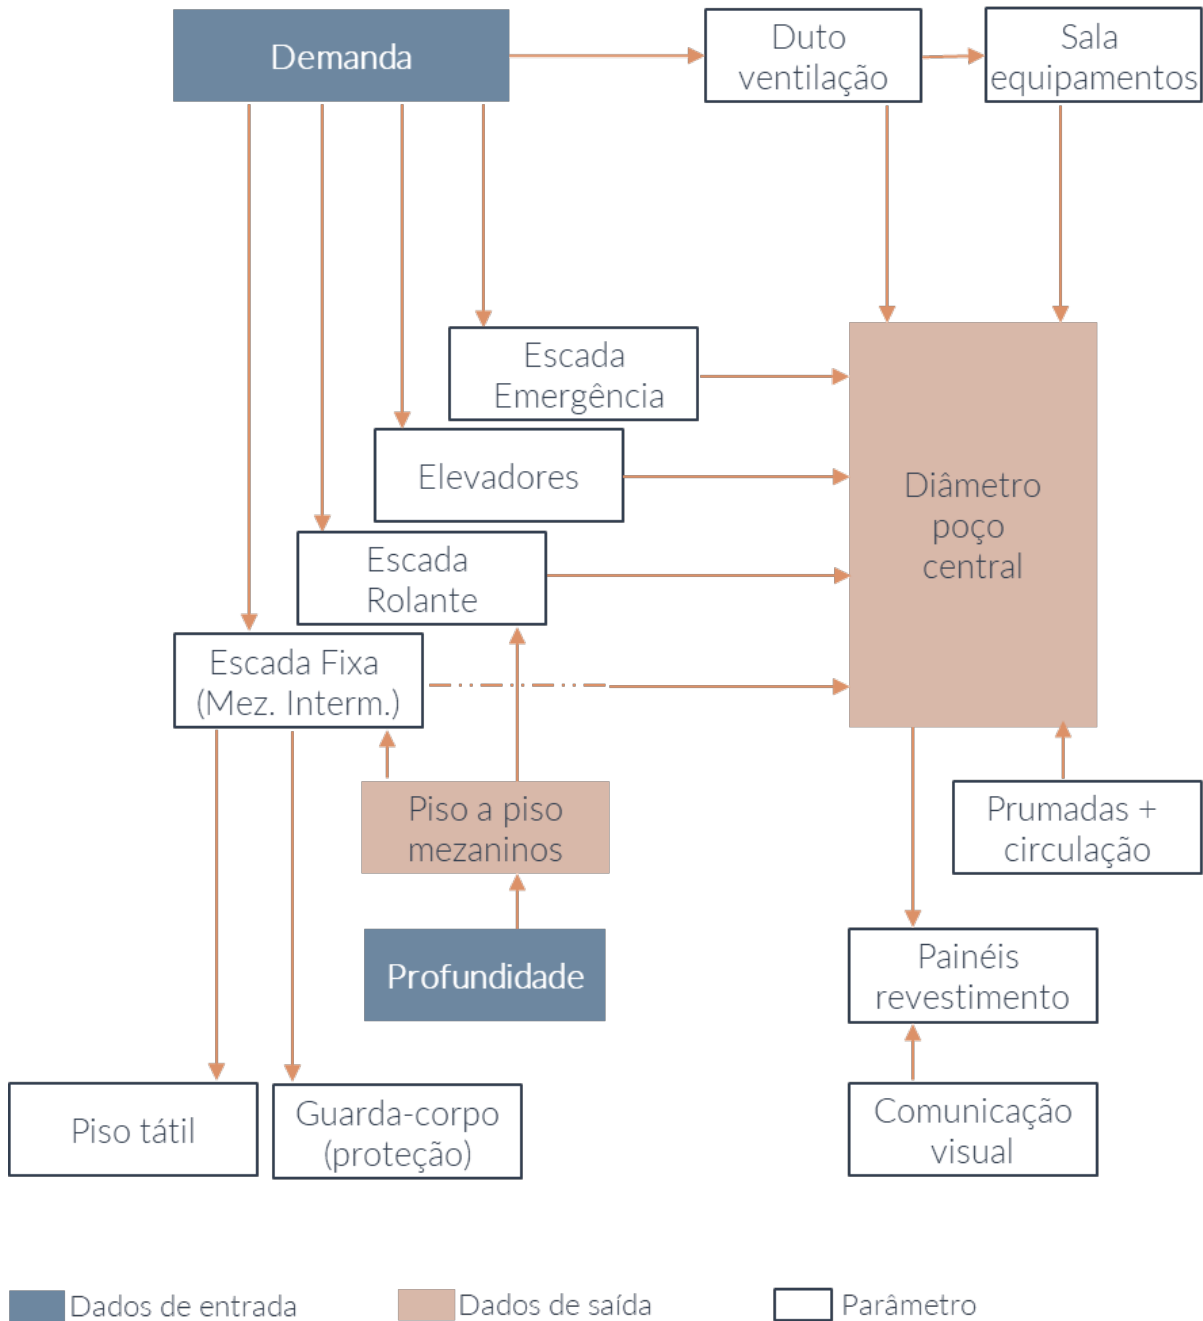 Demanda
Duto
ventilação
Sala
equipamentos
Escada
Emergência
Elevadores
Escada
Rolante
Escada Fixa
(Mez. Interm.)
Diâmetro
poço
central
Piso a piso
mezaninos
Prumadas +
circulação
Profundidade
Painéis
revestimento
Piso tátil
Guarda-corpo
(proteção)
Comunicação
visual
Dados de entrada
Dados de saída
Parâmetro